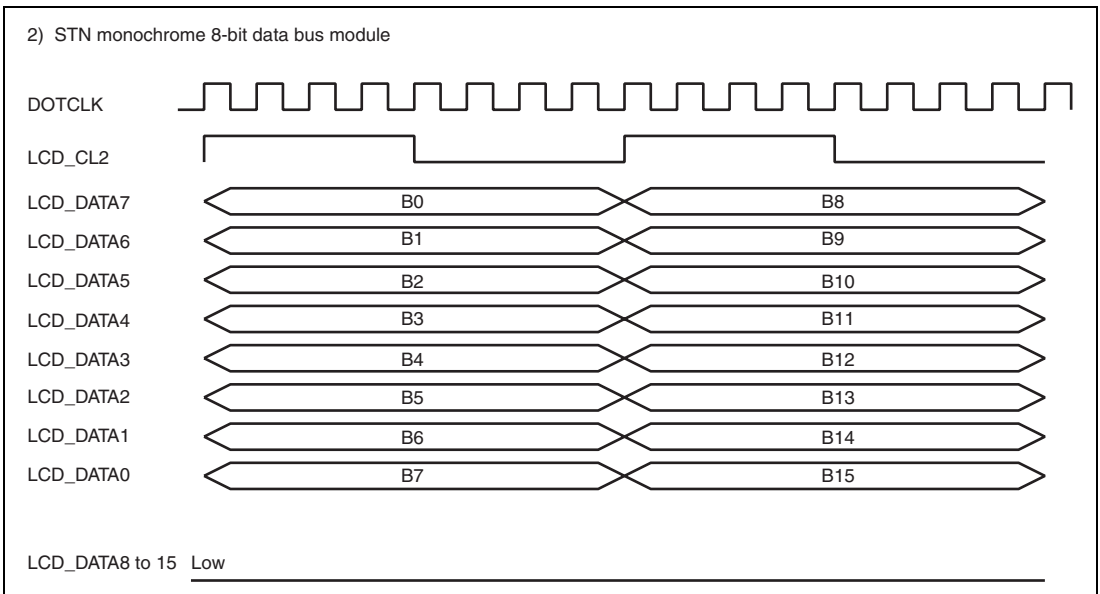 2) STN monochrome 8-bit data bus module
DOTCLK
LCD_CL2
LCD_DATA7 B0 B8
LCD_DATA6 B1 B9
LCD_DATA5 B2 B10
LCD_DATA4 B3 B11
LCD_DATA3 B4 B12
LCD_DATA2 B5 B13
LCD_DATA1 B6 B14
LCD_DATA0 B7 B15
LCD_DATA8 to 15 Low